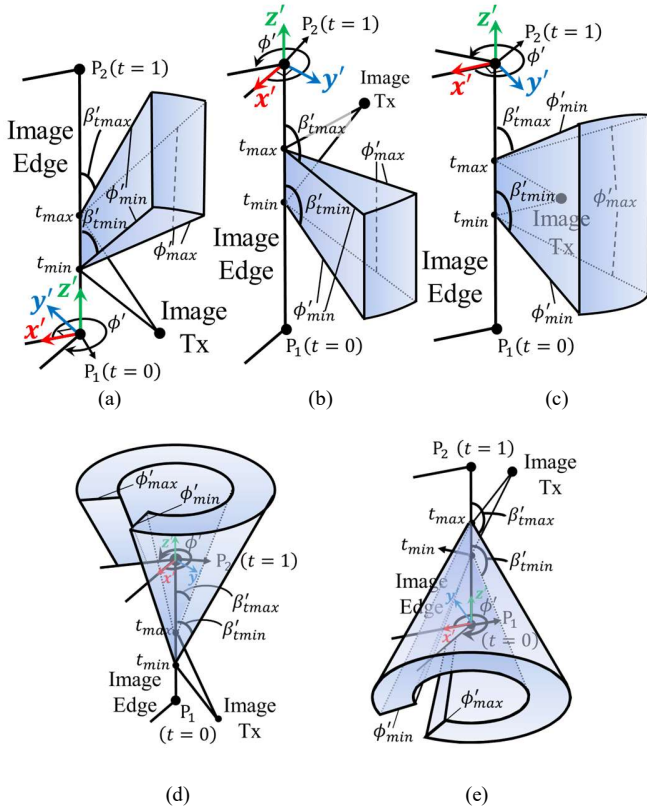 P₂(t = 1)
Image
Edge
β′ₜₘₐₓ
ϕ′ₘᵢₙ
tₘₐₓ
β′ₜₘᵢₙ
ϕ′ₘₐₓ
tₘᵢₙ
z′
y′
x′
ϕ′
Image
Tx
P₁(t = 0)
(a)
z′
ϕ′
P₂(t = 1)
x′
y′
Image
Tx
β′ₜₘₐₓ
tₘₐₓ
ϕ′ₘₐₓ
tₘᵢₙ
β′ₜₘᵢₙ
Image
Edge
ϕ′ₘᵢₙ
P₁(t = 0)
(b)
z′
P₂(t = 1)
ϕ′
x′
y′
ϕ′ₘᵢₙ
β′ₜₘₐₓ
tₘₐₓ
β′ₜₘᵢₙ
ϕ′ₘₐₓ
tₘᵢₙ
Image
Tx
Image
Edge
ϕ′ₘᵢₙ
P₁(t = 0)
(c)
ϕ′ₘₐₓ
ϕ′ₘᵢₙ
z′
ϕ′
P₂ (t = 1)
x
y
β′ₜₘₐₓ
tₘₐₓ
β′ₜₘᵢₙ
tₘᵢₙ
Image
Edge
P₁
(t = 0)
Image
Tx
(d)
P₂ (t = 1)
Image
Tx
tₘₐₓ
β′ₜₘₐₓ
tₘᵢₙ
β′ₜₘᵢₙ
Image
Edge
z
y
ϕ′
P₁
x
(t = 0)
ϕ′ₘᵢₙ
ϕ′ₘₐₓ
(e)